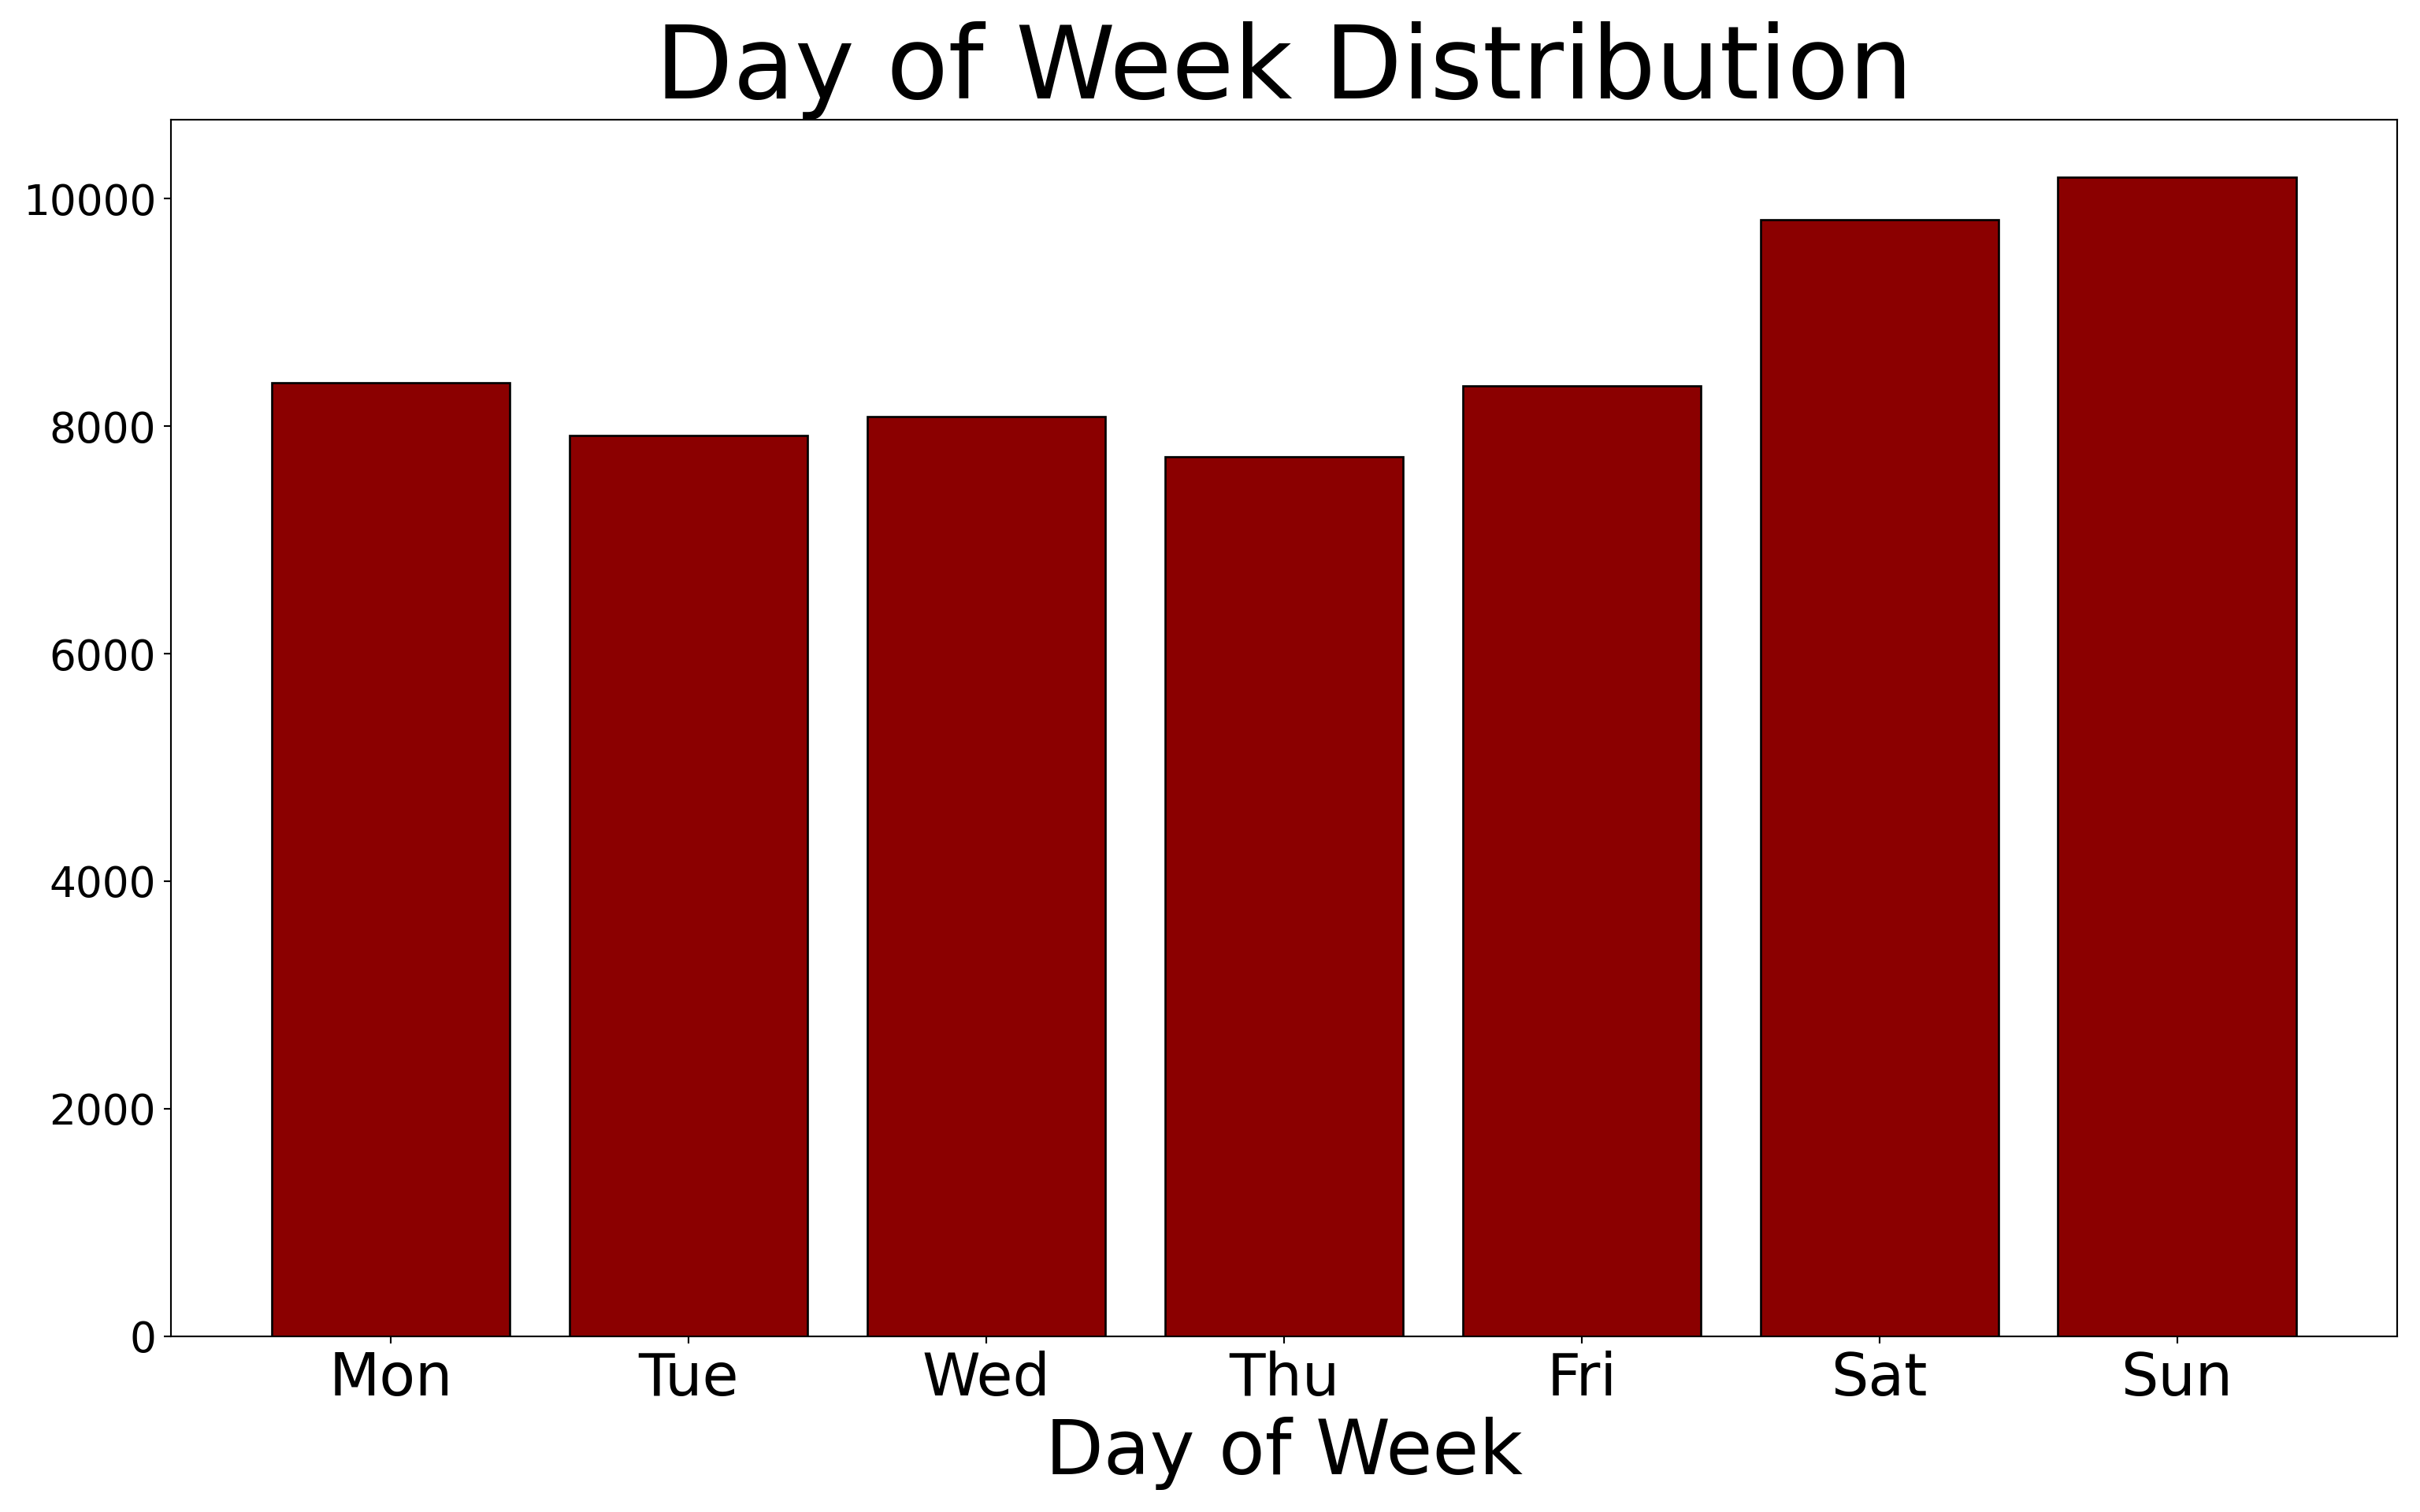 Day of Week Distribution
10000
8000
6000
4000
2000
0
Mon Tue Wed Thu Fri Sat Sun
Day of Week